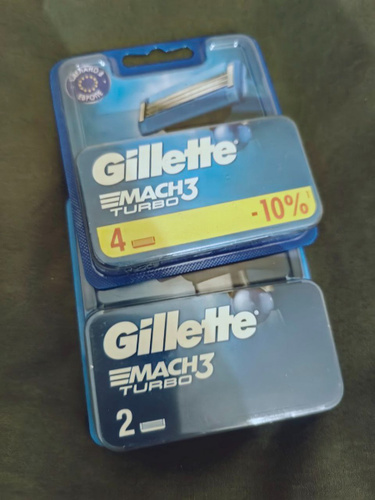 Gillette
MACH3
TURBO
4 -10%
Gillette
MACH3
TURBO
2